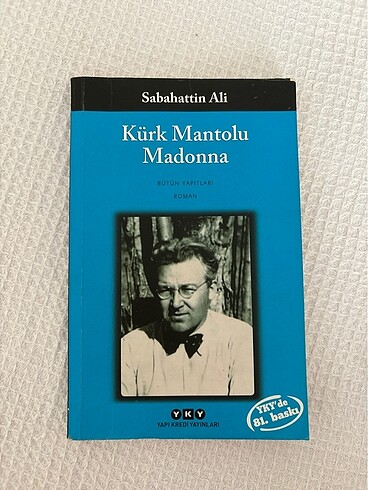 Sabahattin Ali
Kürk Mantolu
Madonna
BÜTÜN YAPITLARI
ROMAN
YKY'de
81. baskı
YKY
YAPI KREDİ YAYINLARI